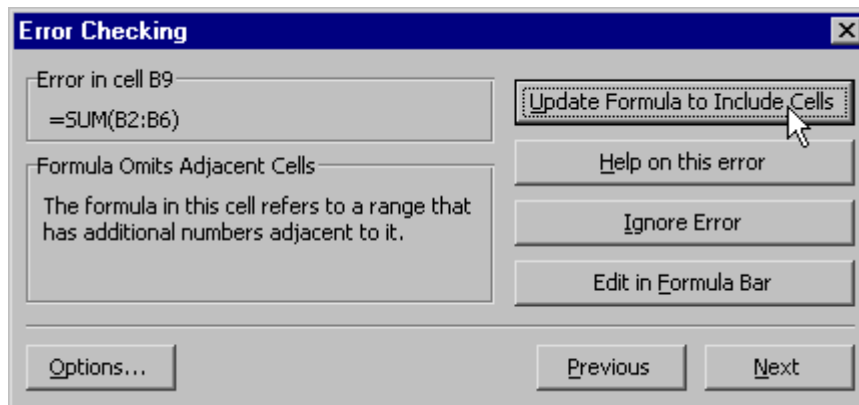 Error Checking
Error in cell B9
=SUM(B2:B6)
Formula Omits Adjacent Cells
The formula in this cell refers to a range that
has additional numbers adjacent to it.
Update Formula to Include Cells
Help on this error
Ignore Error
Edit in Formula Bar
Options...
Previous
Next